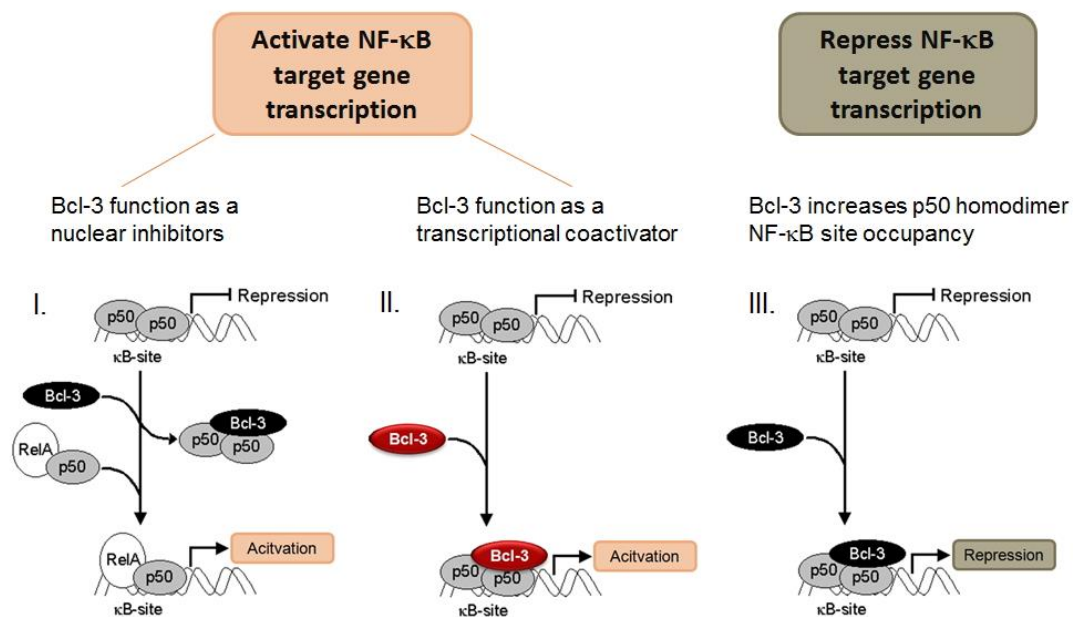 Activate NF-κB
target gene
transcription
Repress NF-κB
target gene
transcription
Bcl-3 function as a
nuclear inhibitors
Bcl-3 function as a
transcriptional coactivator
Bcl-3 increases p50 homodimer
NF-κB site occupancy
I.
Repression
p50
p50
κB-site
Bcl-3
Bcl-3
p50
p50
RelA
p50
RelA
p50
Acitvation
κB-site
II.
Repression
p50
p50
κB-site
Bcl-3
Bcl-3
p50
p50
Acitvation
κB-site
III.
Repression
p50
p50
κB-site
Bcl-3
Bcl-3
p50
p50
Repression
κB-site